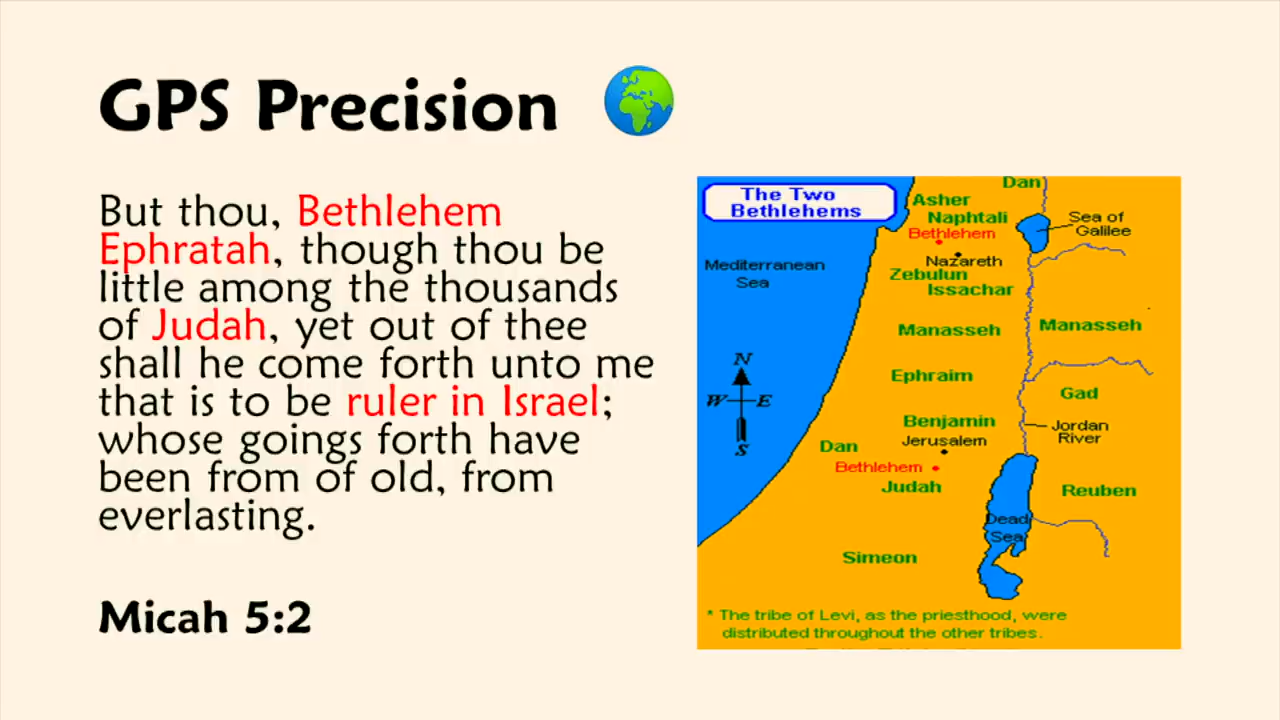 GPS Precision
But thou, Bethlehem
Ephratah, though thou be
little among the thousands
of Judah, yet out of thee
shall he come forth unto me
that is to be ruler in Israel;
whose goings forth have
been from of old, from
everlasting.
Micah 5:2
The Two
Bethlehems
Dan
Asher
Naphtali
Bethlehem
Sea of
Galilee
Nazareth
Mediterranean
Sea
Zebulun
Issachar
Manasseh
Manasseh
N
W E
S
Ephraim
Gad
Benjamin
Jerusalem
Jordan
River
Dan
Bethlehem
Judah
Reuben
Dead
Sea
Simeon
* The tribe of Levi, as the priesthood, were
distributed throughout the other tribes.